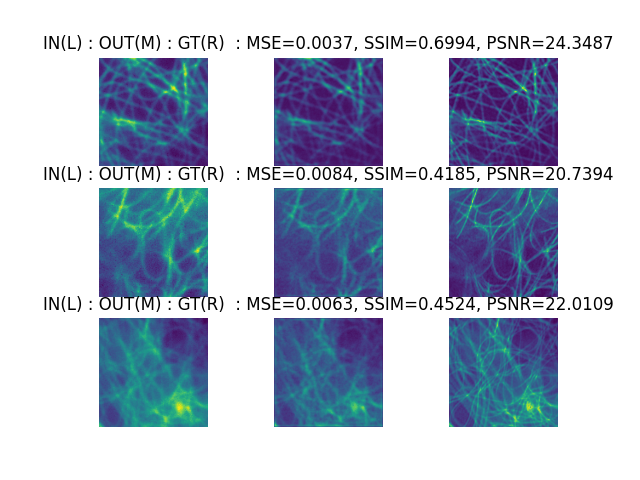 IN(L) : OUT(M) : GT(R)  : MSE=0.0037, SSIM=0.6994, PSNR=24.3487
IN(L) : OUT(M) : GT(R)  : MSE=0.0084, SSIM=0.4185, PSNR=20.7394
IN(L) : OUT(M) : GT(R)  : MSE=0.0063, SSIM=0.4524, PSNR=22.0109